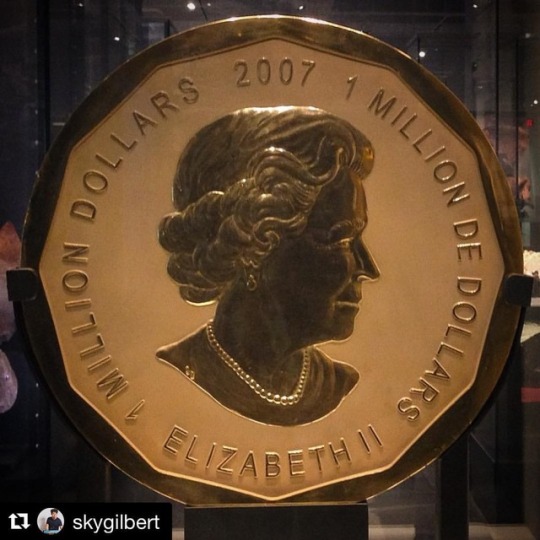 1 MILLION DOLLARS 2007 1 MILLION DE DOLLARS
ELIZABETH II
skygilbert